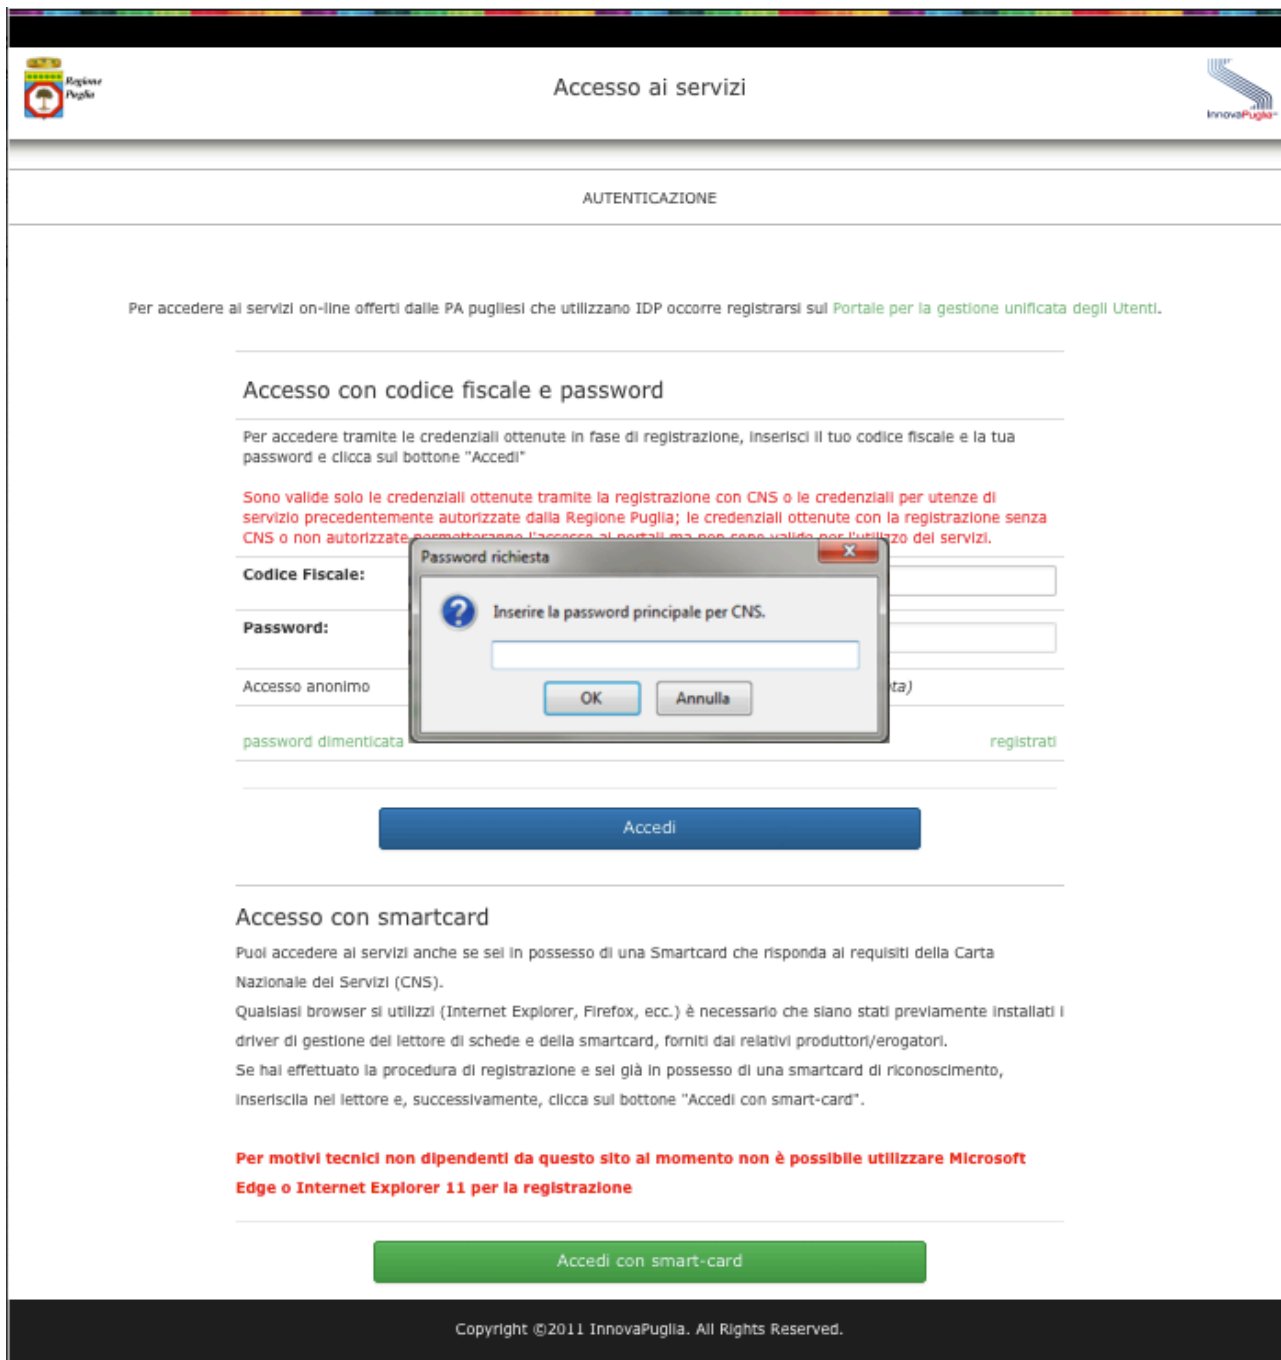 Regione
Puglia
Accesso ai servizi
InnovaPuglia
AUTENTICAZIONE
Per accedere ai servizi on-line offerti dalle PA pugliesi che utilizzano IDP occorre registrarsi sul Portale per la gestione unificata degli Utenti.
Accesso con codice fiscale e password
Per accedere tramite le credenziali ottenute in fase di registrazione, inserisci il tuo codice fiscale e la tua
password e clicca sul bottone "Accedi"
Sono valide solo le credenziali ottenute tramite la registrazione con CNS o le credenziali per utenze di
servizio precedentemente autorizzate dalla Regione Puglia; le credenziali ottenute con la registrazione senza
CNS o non autorizzate permetteranno l'accesso ai portali ma non sono valide per l'utilizzo dei servizi.
Password richiesta
Codice Fiscale:
Inserire la password principale per CNS.
Password:
Accesso anonimo
ta)
OK
Annulla
password dimenticata
registrati
Accedi
Accesso con smartcard
Puoi accedere ai servizi anche se sei in possesso di una Smartcard che risponda ai requisiti della Carta
Nazionale dei Servizi (CNS).
Qualsiasi browser si utilizzi (Internet Explorer, Firefox, ecc.) è necessario che siano stati previamente installati i
driver di gestione del lettore di schede e della smartcard, forniti dai relativi produttori/erogatori.
Se hai effettuato la procedura di registrazione e sei già in possesso di una smartcard di riconoscimento,
inseriscila nel lettore e, successivamente, clicca sul bottone "Accedi con smart-card".
Per motivi tecnici non dipendenti da questo sito al momento non è possibile utilizzare Microsoft
Edge o Internet Explorer 11 per la registrazione
Accedi con smart-card
Copyright ©2011 InnovaPuglia. All Rights Reserved.